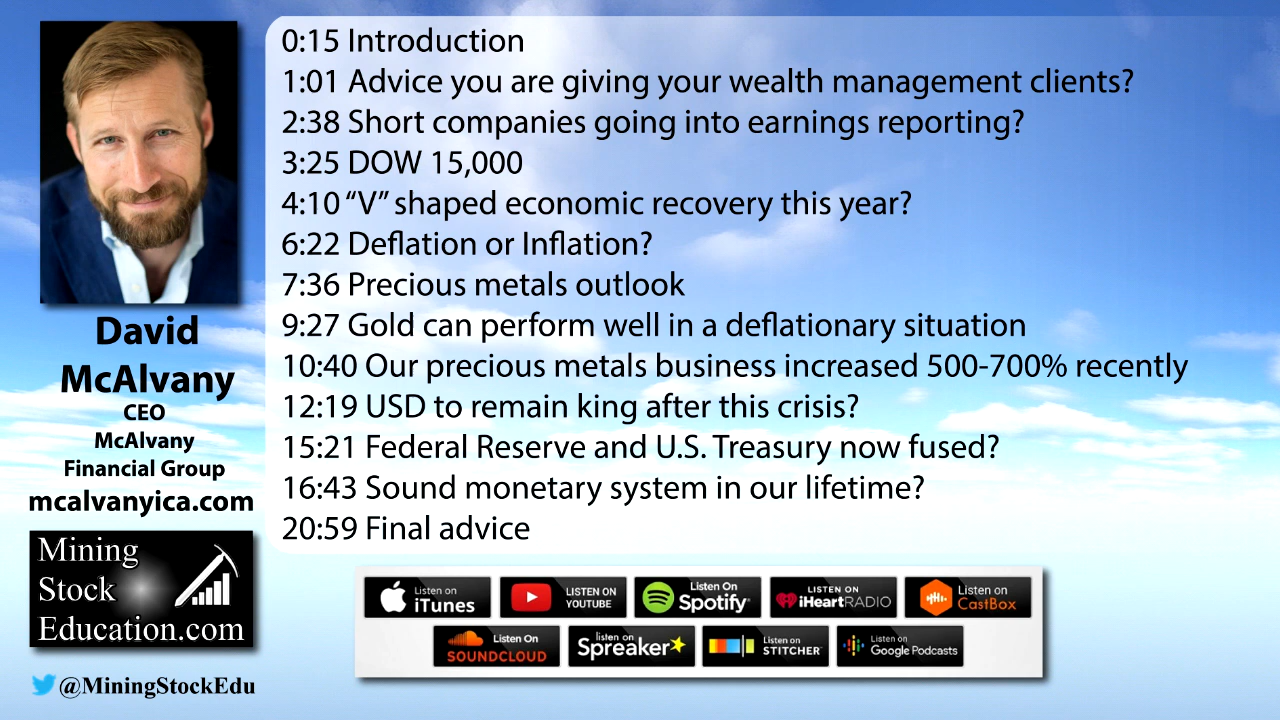 0:15 Introduction
1:01 Advice you are giving your wealth management clients?
2:38 Short companies going into earnings reporting?
3:25 DOW 15,000
4:10 “V” shaped economic recovery this year?
6:22 Deflation or Inflation?
7:36 Precious metals outlook
9:27 Gold can perform well in a deflationary situation
10:40 Our precious metals business increased 500-700% recently
12:19 USD to remain king after this crisis?
15:21 Federal Reserve and U.S. Treasury now fused?
16:43 Sound monetary system in our lifetime?
20:59 Final advice
David
McAlvany
CEO
McAlvany
Financial Group
mcalvanyica.com
Mining
Stock
Education.com
@MiningStockEdu
Listen on
iTunes
LISTEN ON
YOUTUBE
Listen On
Spotify
LISTEN ON
iHeartRADIO
Listen on
CastBox
Listen On
SOUNDCLOUD
listen on
Spreaker
Listen on
STITCHER
Listen on
Google Podcasts